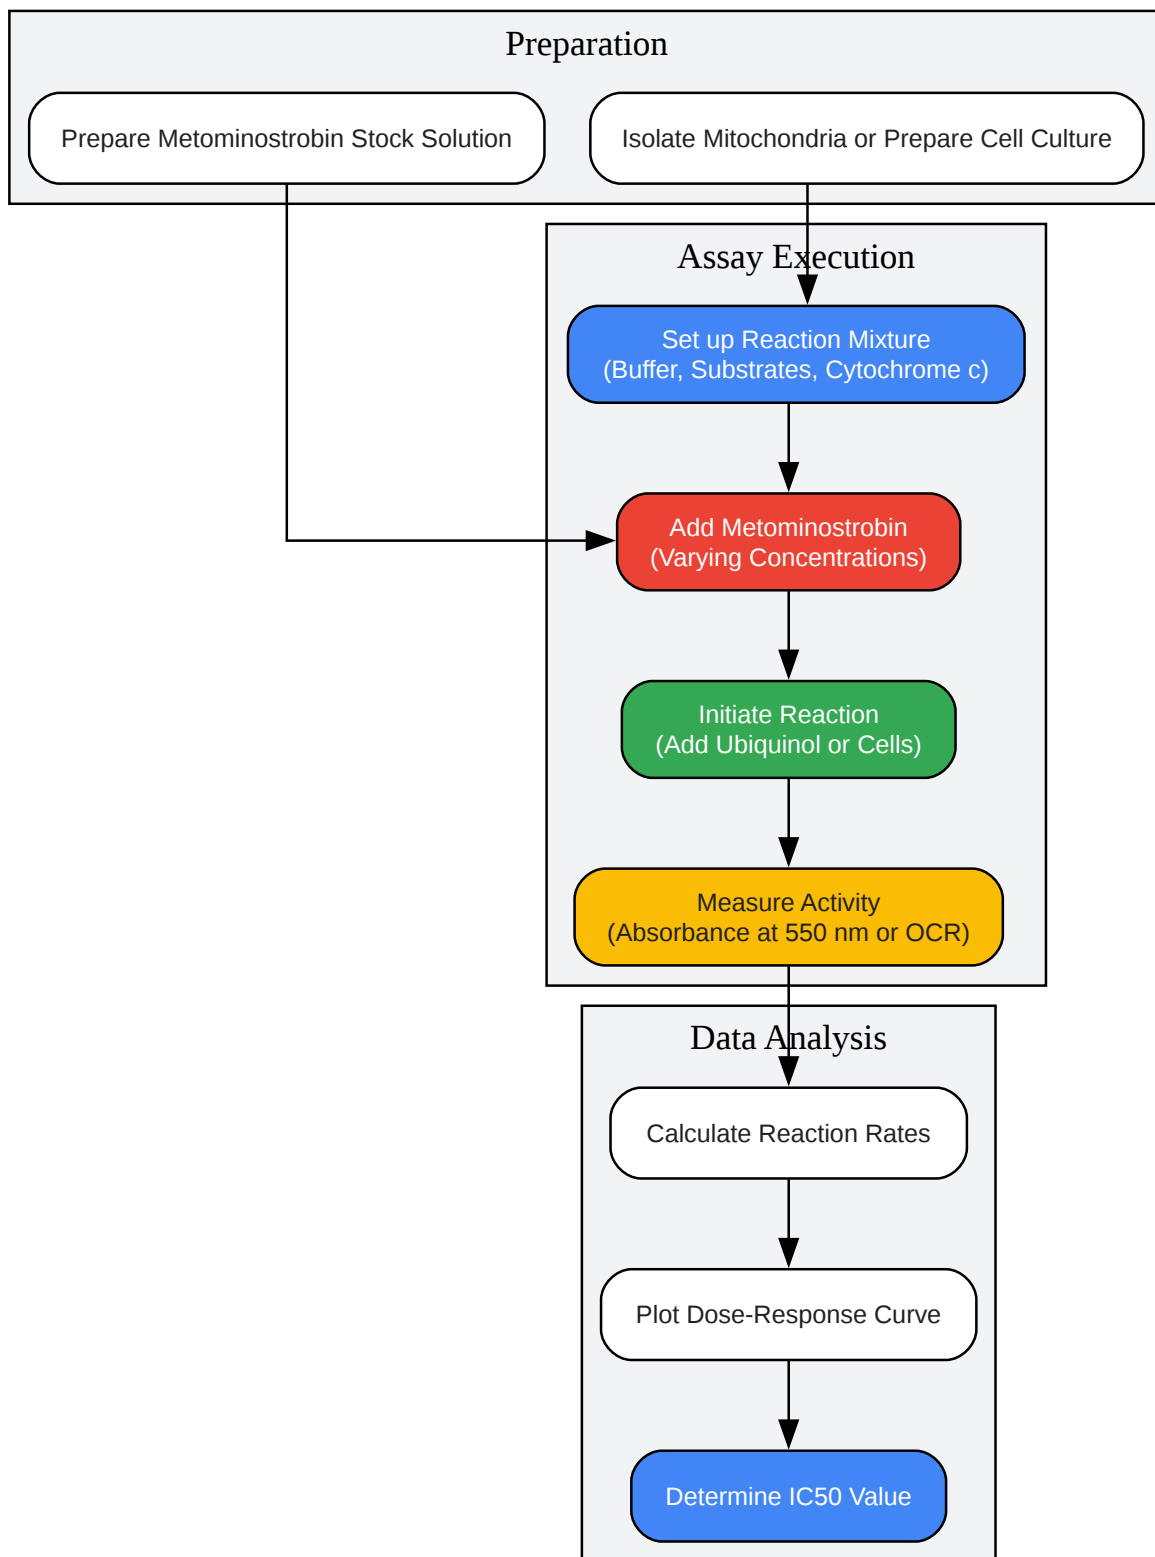 Preparation
Prepare Metominostrobin Stock Solution
Isolate Mitochondria or Prepare Cell Culture
Assay Execution
Set up Reaction Mixture
(Buffer, Substrates, Cytochrome c)
Add Metominostrobin
(Varying Concentrations)
Initiate Reaction
(Add Ubiquinol or Cells)
Measure Activity
(Absorbance at 550 nm or OCR)
Data Analysis
Calculate Reaction Rates
Plot Dose-Response Curve
Determine IC50 Value